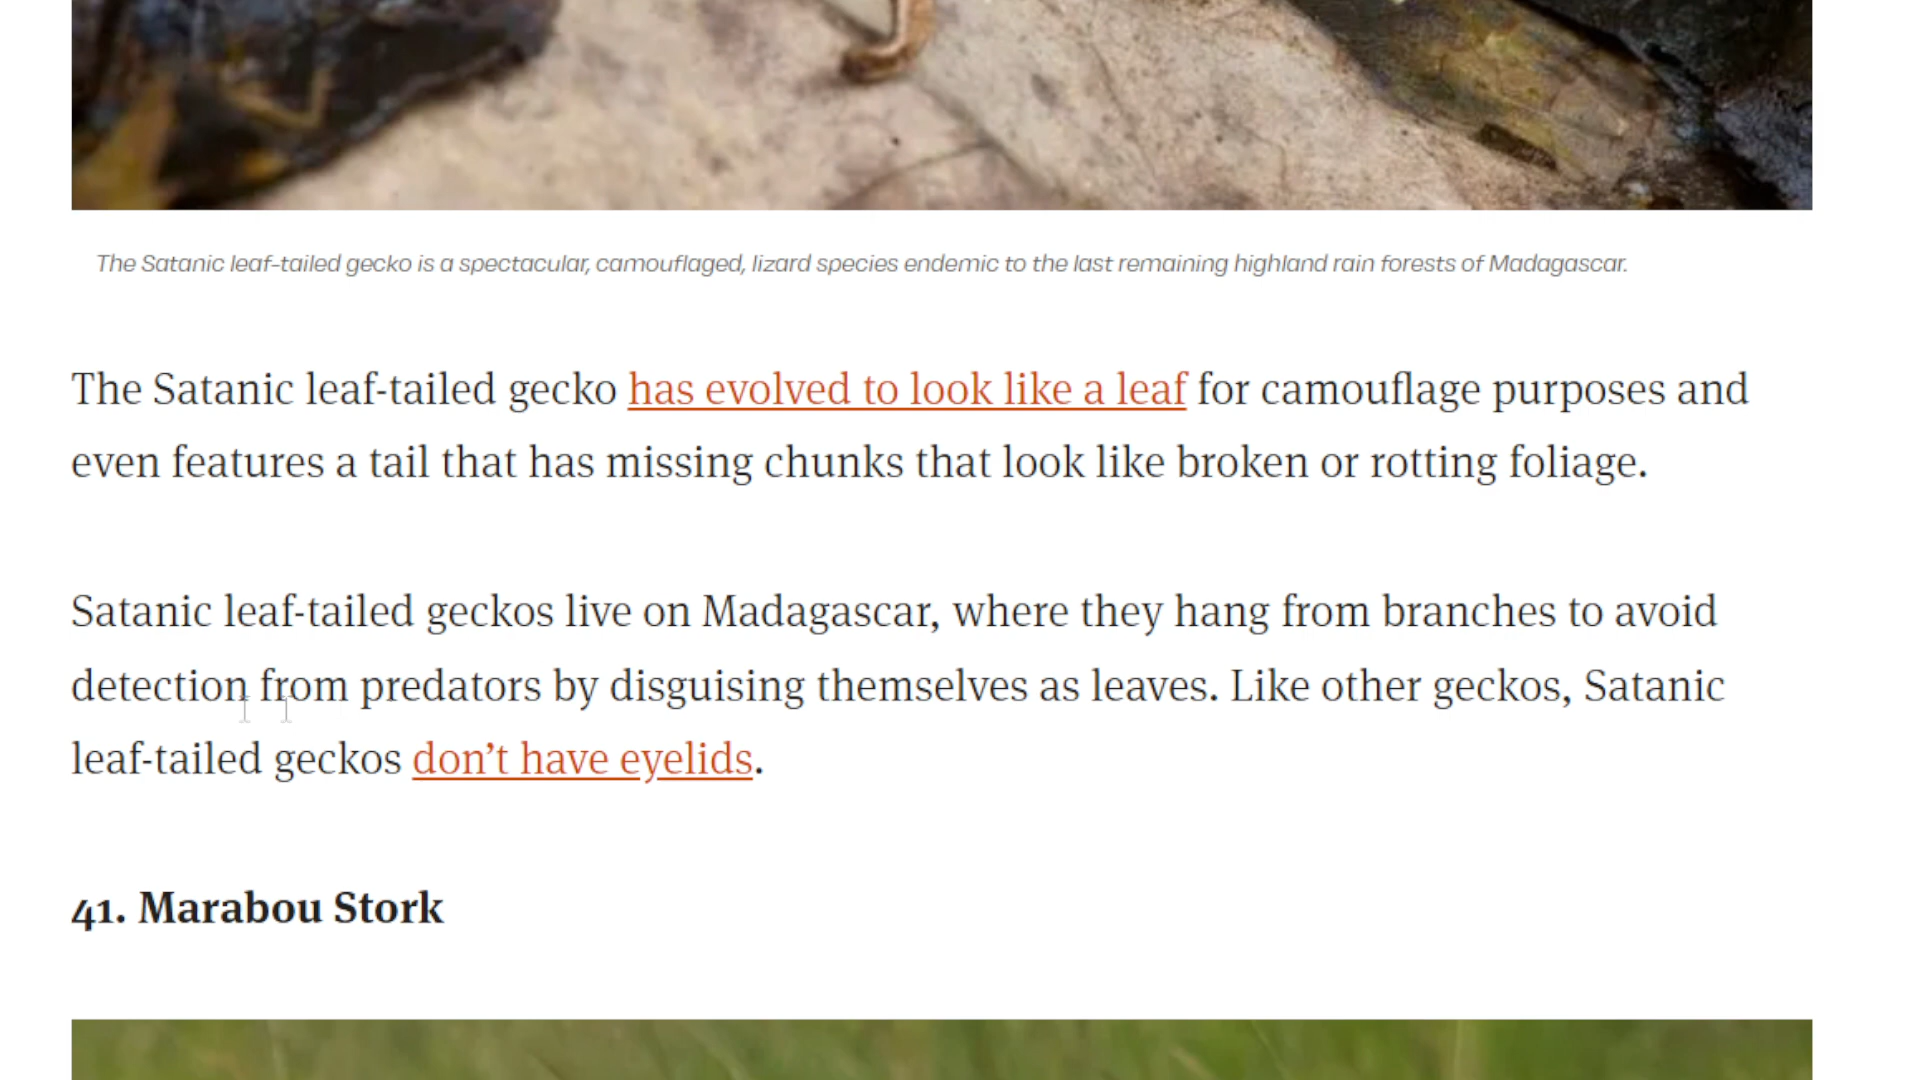 The Satanic leaf-tailed gecko is a spectacular, camouflaged, lizard species endemic to the last remaining highland rain forests of Madagascar.
The Satanic leaf-tailed gecko has evolved to look like a leaf for camouflage purposes and
even features a tail that has missing chunks that look like broken or rotting foliage.
Satanic leaf-tailed geckos live on Madagascar, where they hang from branches to avoid
detection from predators by disguising themselves as leaves. Like other geckos, Satanic
leaf-tailed geckos don’t have eyelids.
41. Marabou Stork